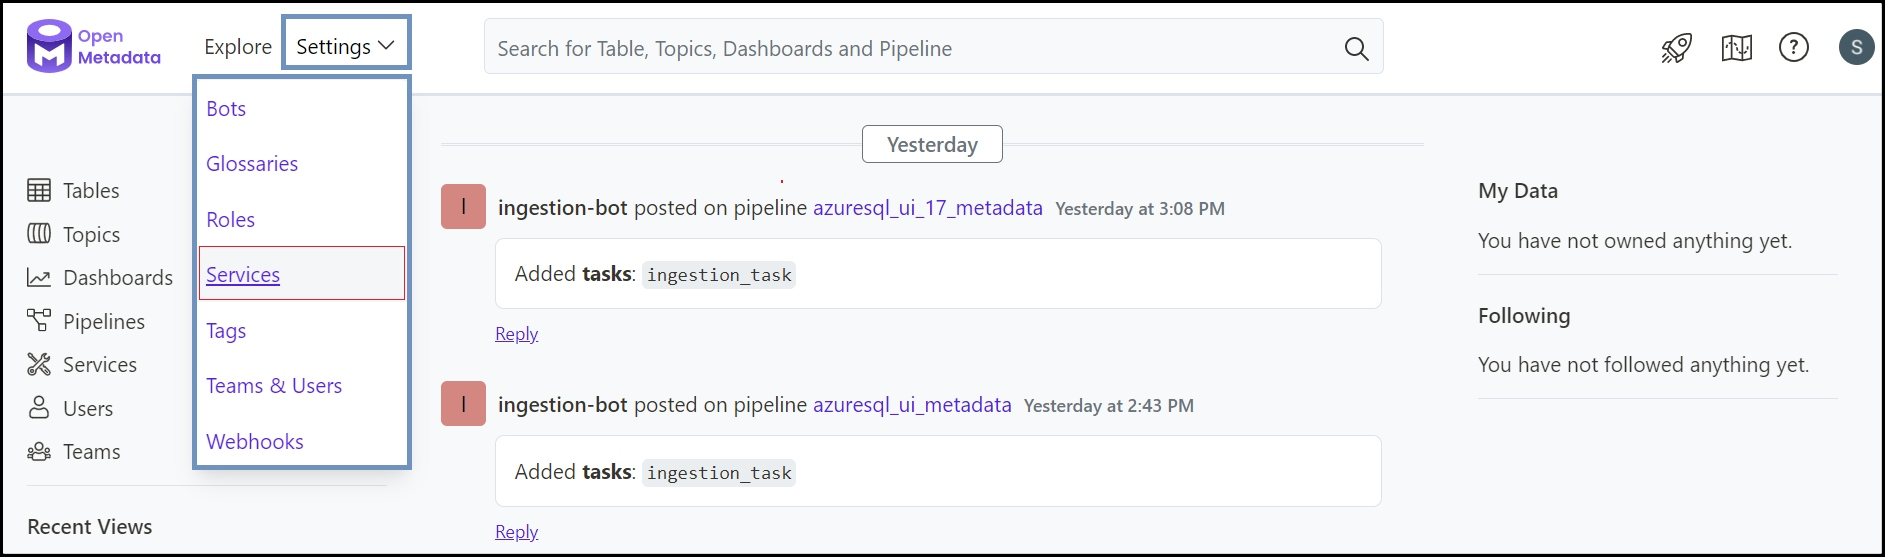 Open
Metadata
Explore
Settings
Search for Table, Topics, Dashboards and Pipeline
?
S
Bots
Glossaries
Roles
Services
Tags
Teams & Users
Webhooks
Tables
Topics
Dashboards
Pipelines
Services
Users
Teams
Recent Views
Yesterday
I
ingestion-bot posted on pipeline azuresql_ui_17_metadata Yesterday at 3:08 PM
Added tasks: ingestion_task
Reply
I
ingestion-bot posted on pipeline azuresql_ui_metadata Yesterday at 2:43 PM
Added tasks: ingestion_task
Reply
My Data
You have not owned anything yet.
Following
You have not followed anything yet.